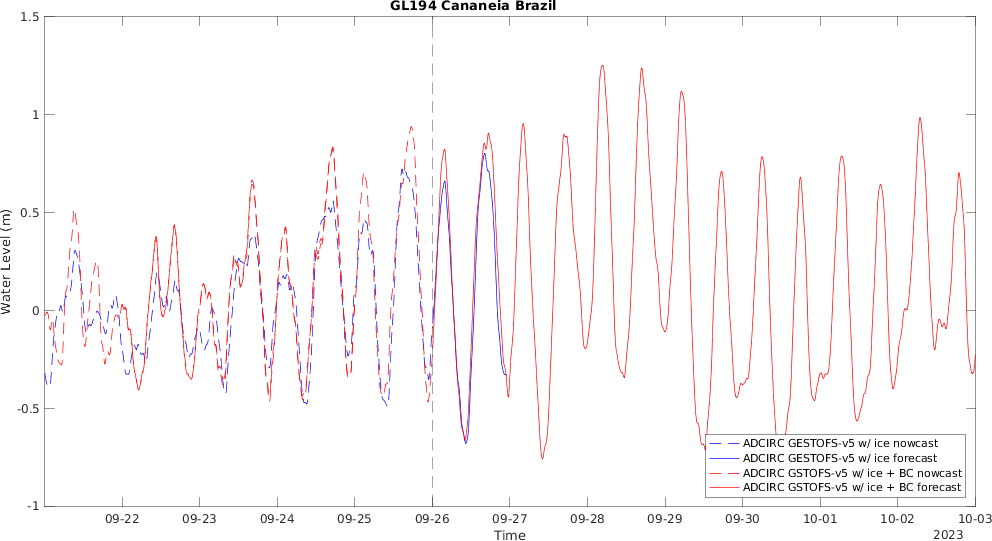 GL194 Cananeia Brazil
1.5
1
0.5
0
-0.5
-1
Water Level (m)
ADCIRC GESTOFS-v5 w/ ice nowcast
ADCIRC GESTOFS-v5 w/ ice forecast
ADCIRC GSTOFS-v5 w/ ice + BC nowcast
ADCIRC GSTOFS-v5 w/ ice + BC forecast
09-22 09-23 09-24 09-25 09-26 09-27 09-28 09-29 09-30 10-01 10-02 10-03
Time
2023